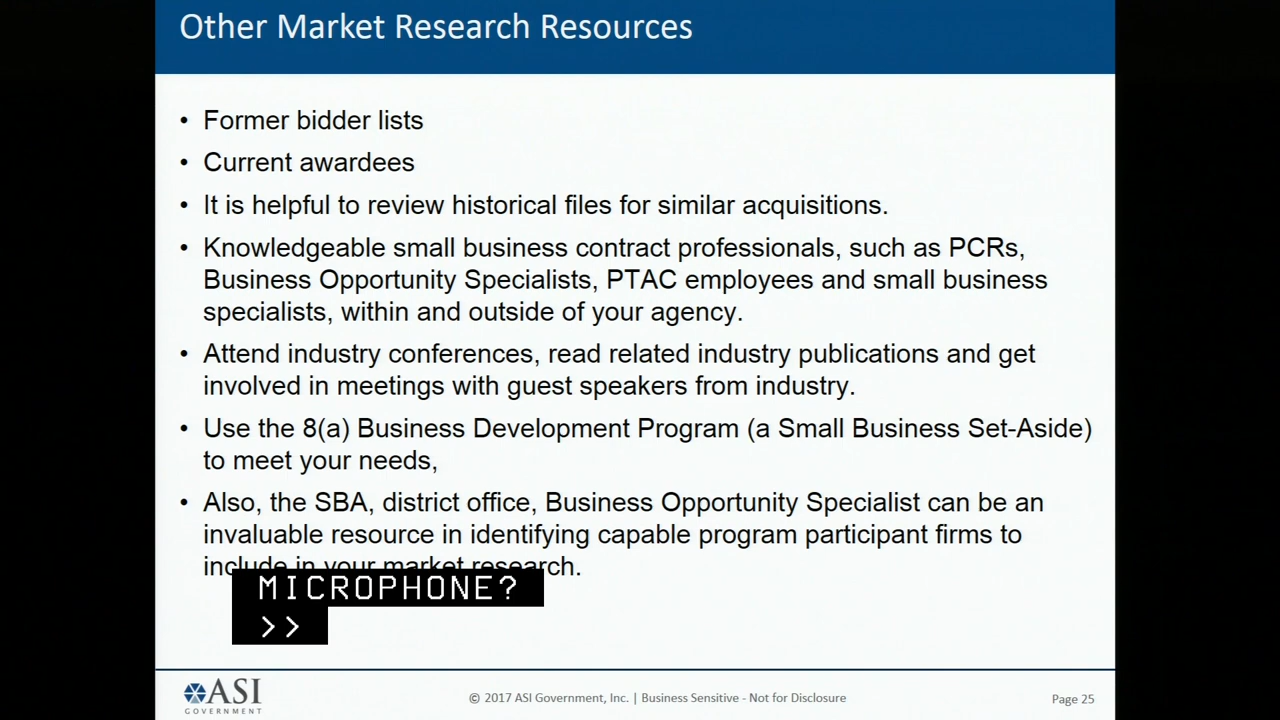 Other Market Research Resources
• Former bidder lists
• Current awardees
• It is helpful to review historical files for similar acquisitions.
• Knowledgeable small business contract professionals, such as PCRs,
Business Opportunity Specialists, PTAC employees and small business
specialists, within and outside of your agency.
• Attend industry conferences, read related industry publications and get
involved in meetings with guest speakers from industry.
• Use the 8(a) Business Development Program (a Small Business Set-Aside)
to meet your needs,
• Also, the SBA, district office, Business Opportunity Specialist can be an
invaluable resource in identifying capable program participant firms to
include in your market research.
MICROPHONE?
>>
ASI
GOVERNMENT
© 2017 ASI Government, Inc. | Business Sensitive - Not for Disclosure
Page 25